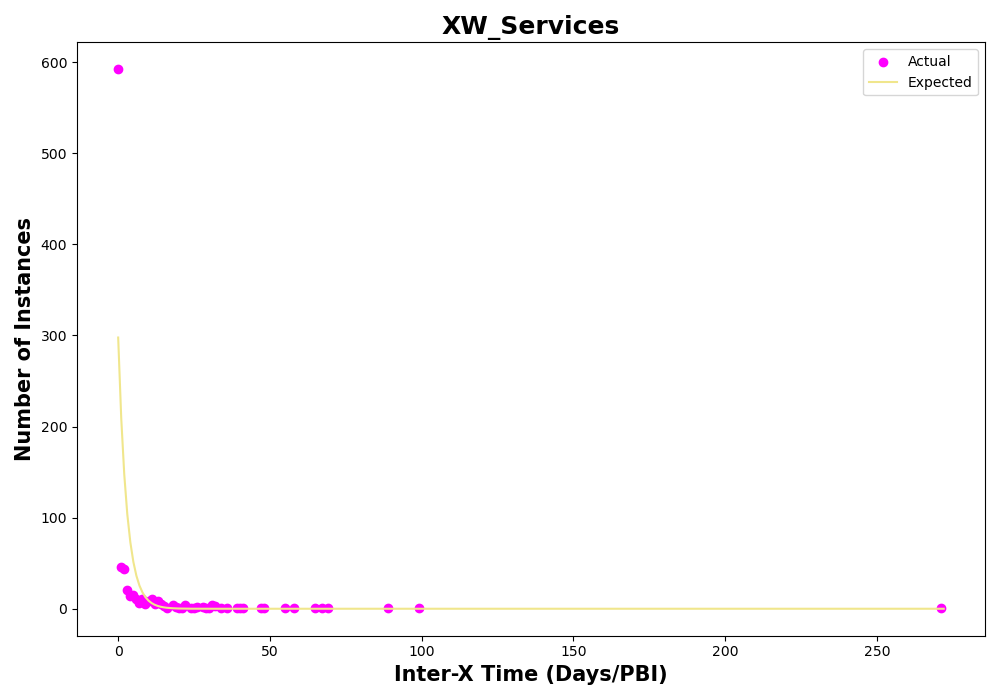 XW_Services
Actual
Expected
600
500
400
300
200
100
0
Number of Instances
0 50 100 150 200 250
Inter-X Time (Days/PBI)